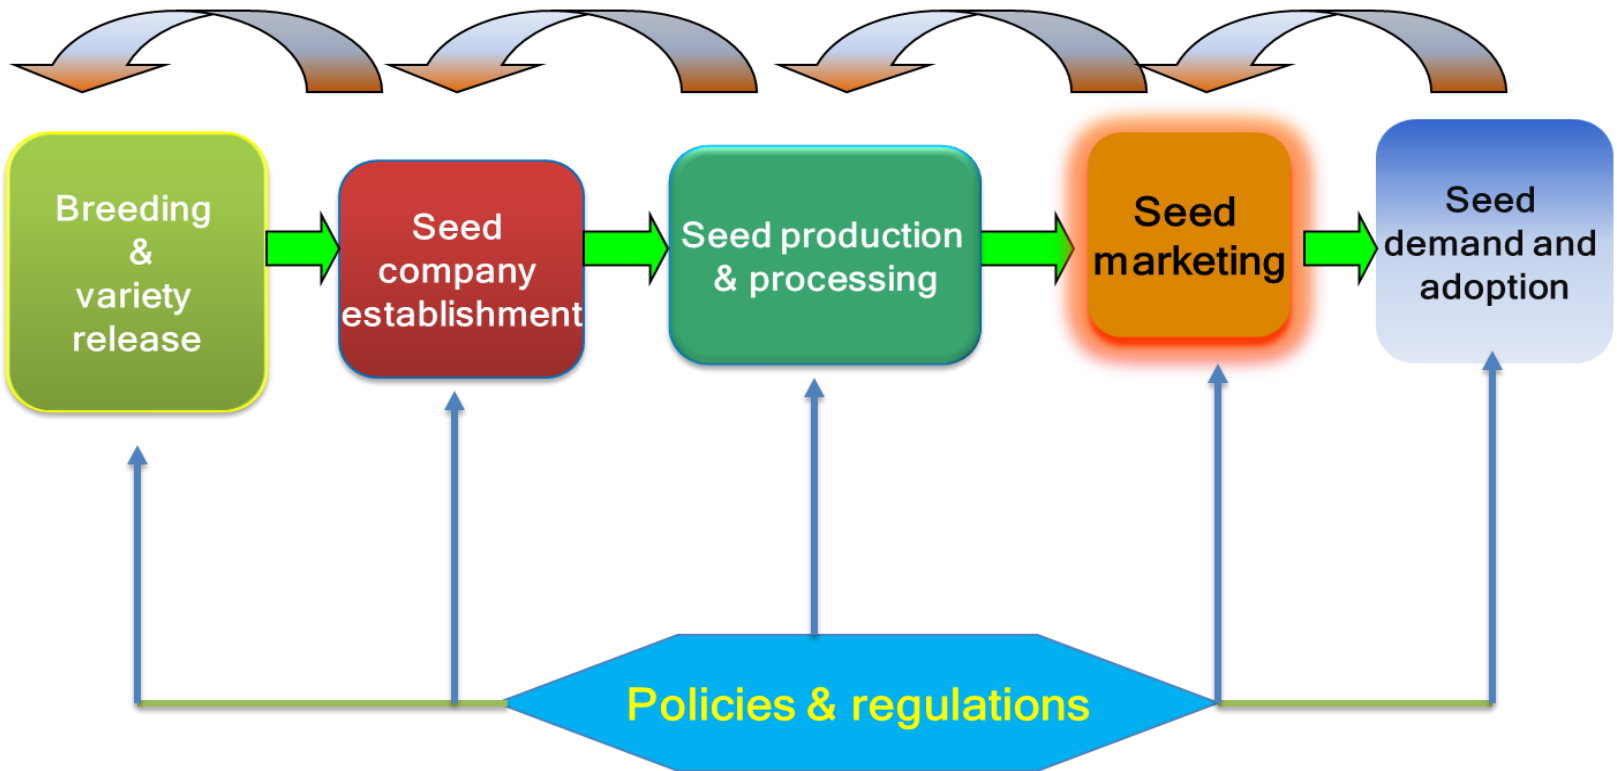 Breeding
&
variety
release
Seed
company
establishment
Seed production
& processing
Seed
marketing
Seed
demand and
adoption
Policies & regulations